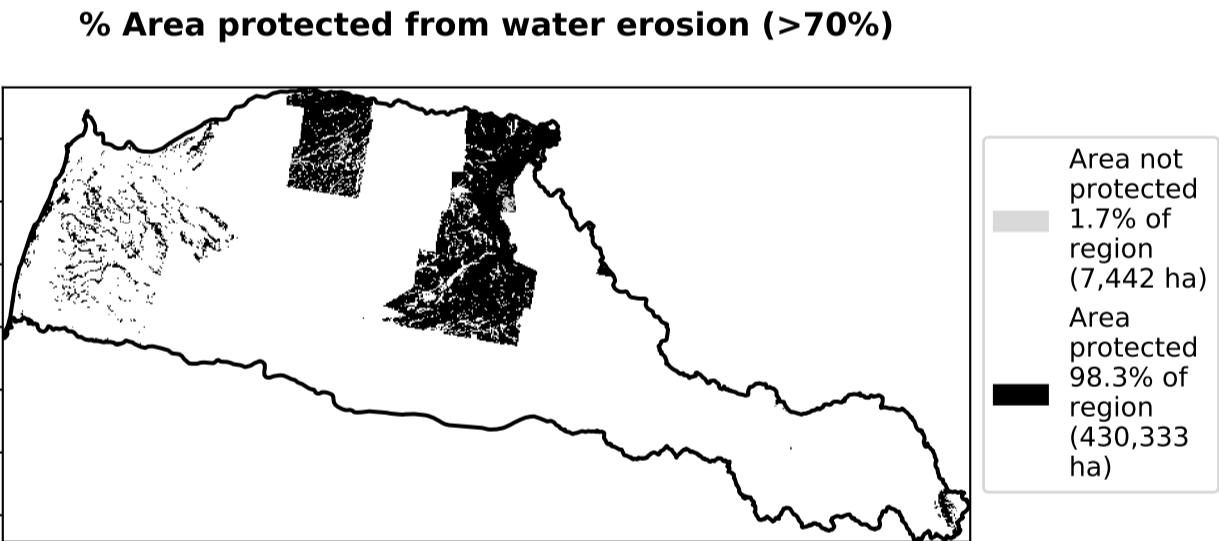 % Area protected from water erosion (>70%)
Area not
protected
1.7% of
region
(7,442 ha)
Area
protected
98.3% of
region
(430,333
ha)